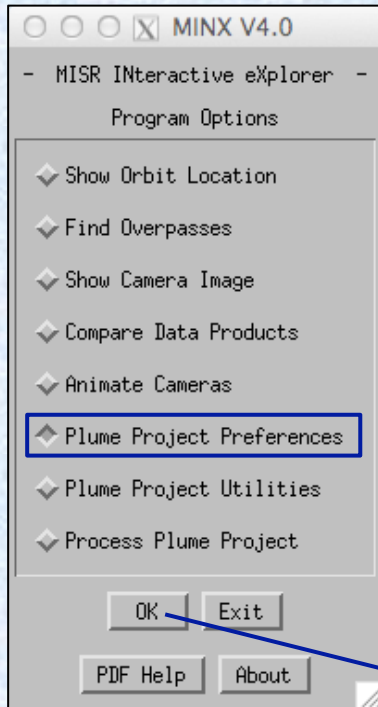 MINX V4.0
- MISR INteractive eXplorer -
Program Options
Show Orbit Location
Find Overpasses
Show Camera Image
Compare Data Products
Animate Cameras
Plume Project Preferences
Plume Project Utilities
Process Plume Project
OK Exit
PDF Help About